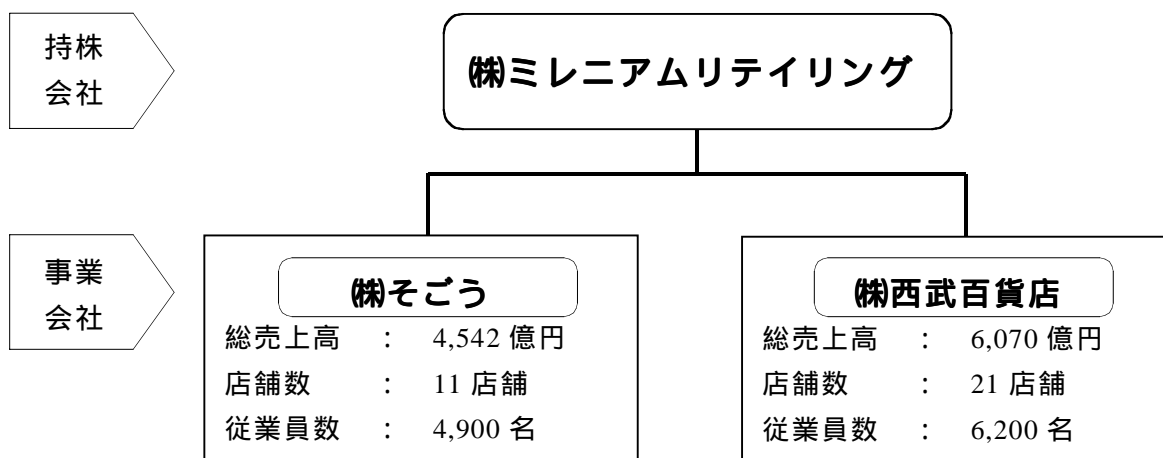 持株
会社
㈱ミレニアムリテイリング
事業
会社
㈱そごう
総売上高 : 4,542 億円
店舗数 : 11 店舗
従業員数 : 4,900 名
㈱西武百貨店
総売上高 : 6,070 億円
店舗数 : 21 店舗
従業員数 : 6,200 名